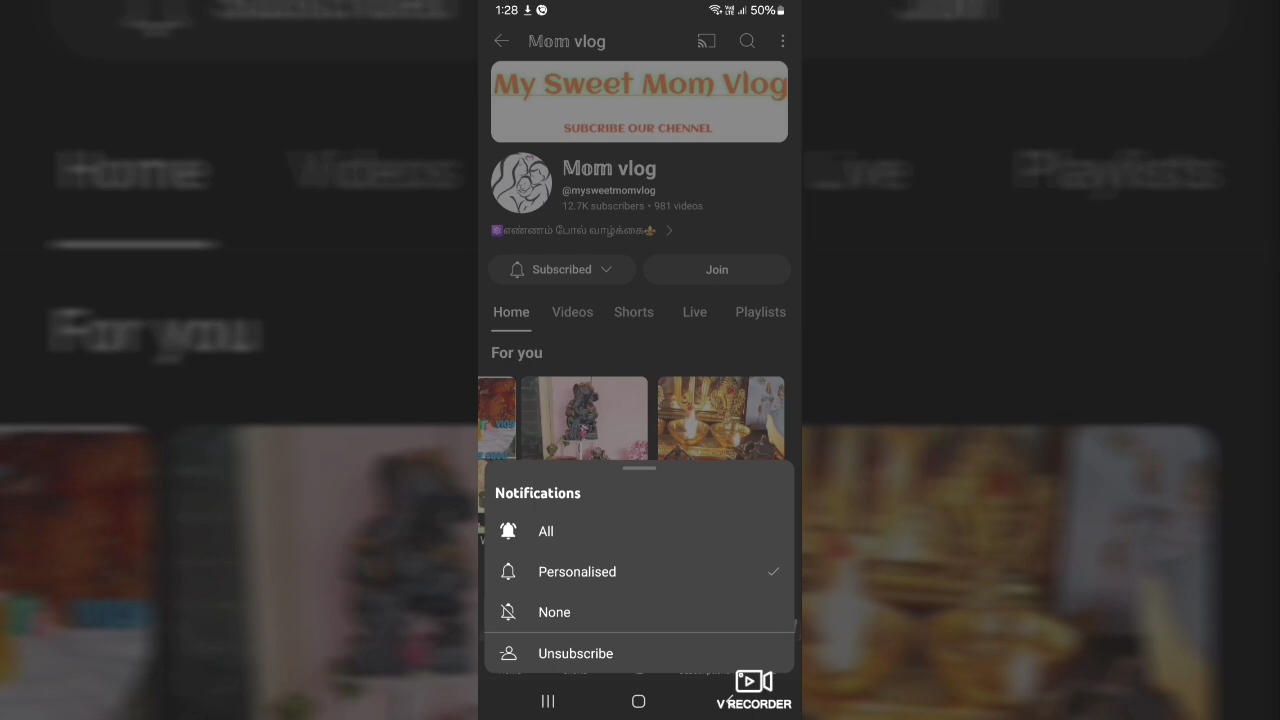 1:28
50%
Mom vlog
My Sweet Mom Vlog
SUBCRIBE OUR CHENNEL
Mom vlog
@mysweetmomvlog
12.7K subscribers • 981 videos
எண்ணம் போல் வாழ்க்கை
Subscribed
Join
Home Videos Shorts Live Playlists
For you
Notifications
All
Personalised
None
Unsubscribe
V RECORDER